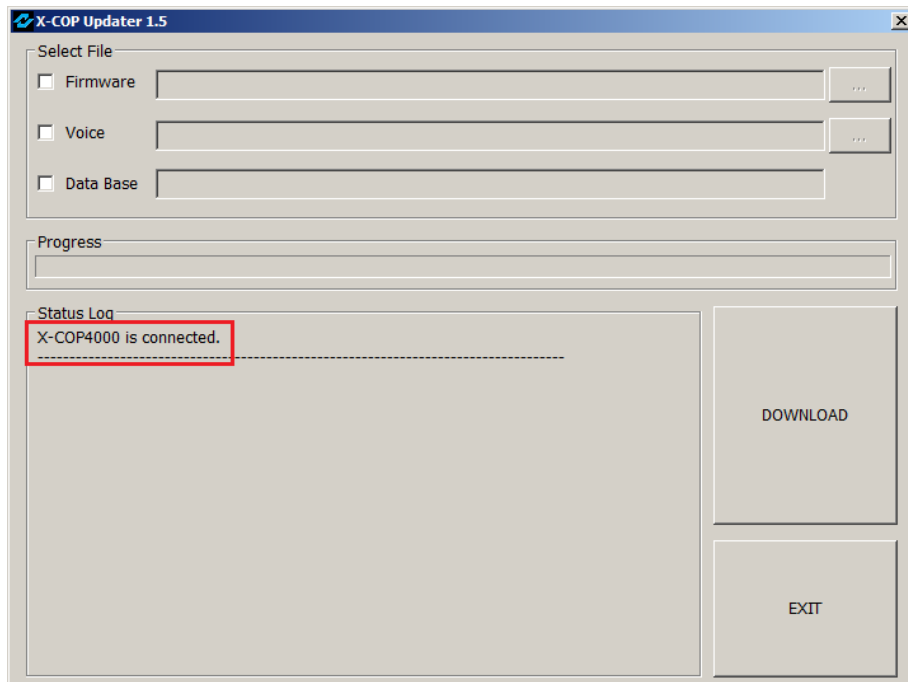 X-COP Updater 1.5
Select File
Firmware
...
Voice
...
Data Base
Progress
Status Log
X-COP4000 is connected.
--------------------------------------------------------------------------------------
DOWNLOAD
EXIT